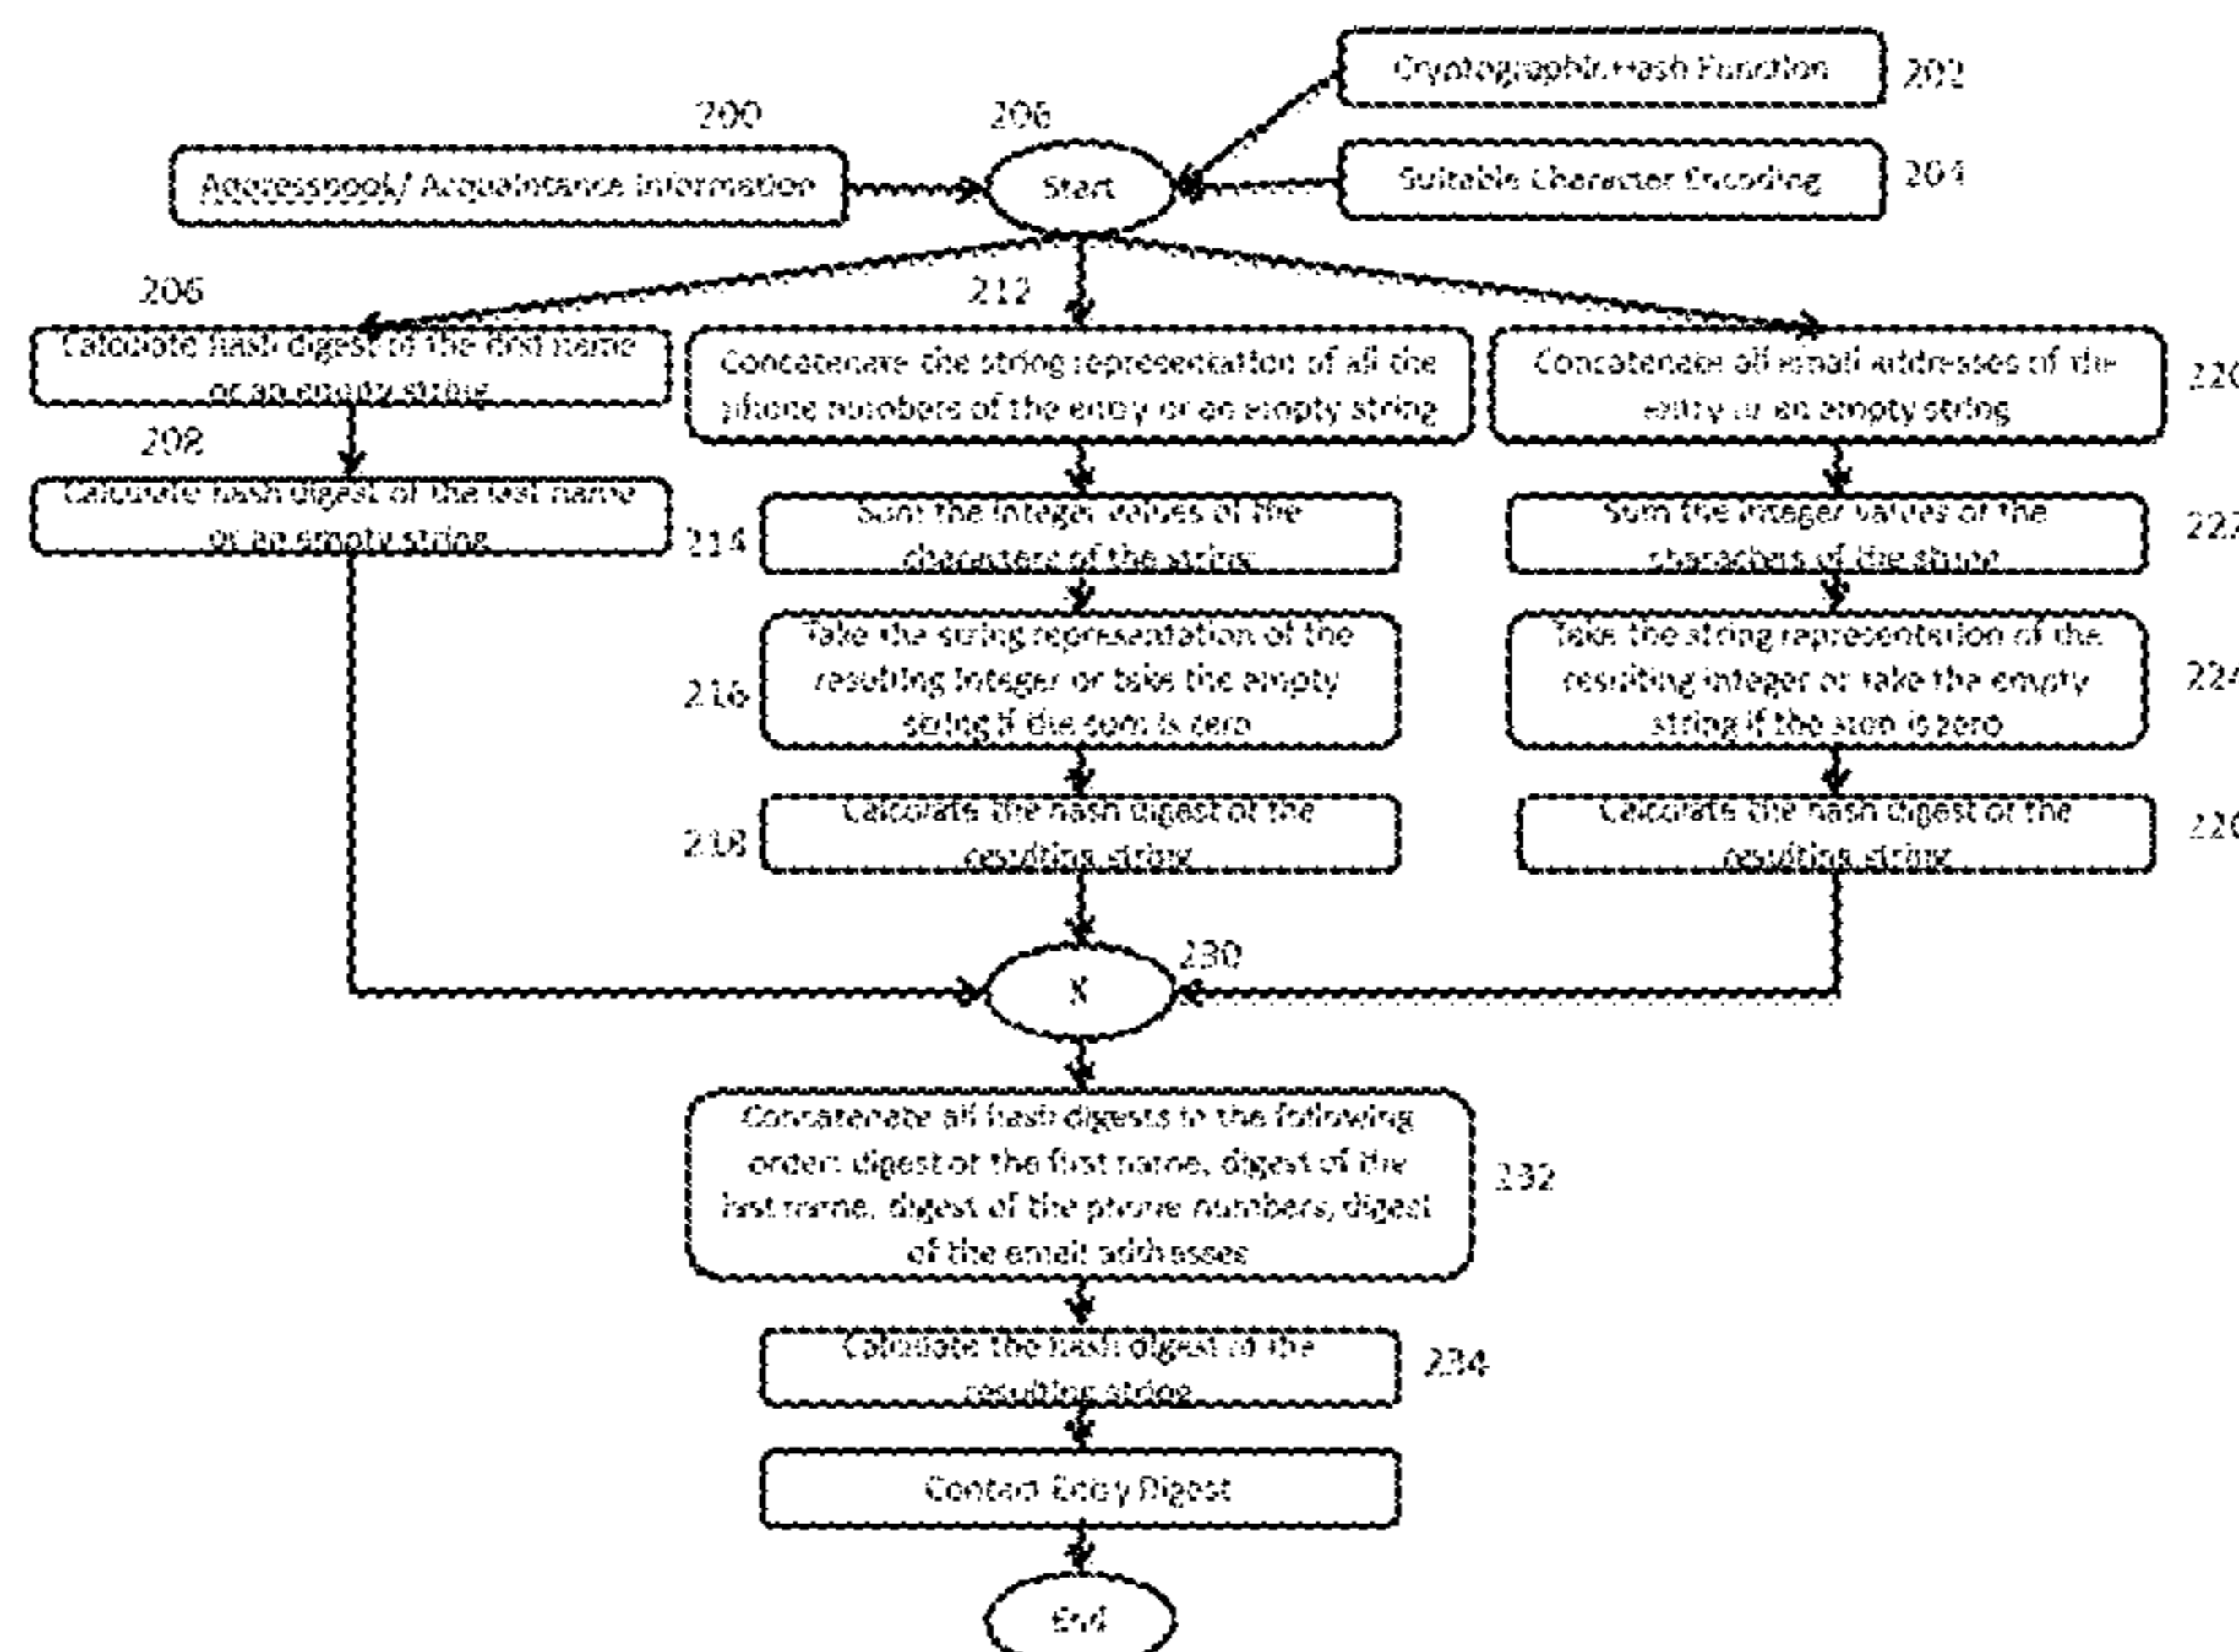 Cryptographic Hash Function
202
200
206
Addressbook/ Acquaintance Information
Start
Suitable Character Encoding
204
206
212
Calculate hash digest of the first name
or an empty string
Concatenate the string representation of all the
phone numbers of the entry or an empty string
Concatenate all email addresses of the
entry or an empty string
220
208
Calculate hash digest of the last name
or an empty string
214
Sum the integer values of the
characters of the string
Sum the integer values of the
characters of the string
222
216
Take the string representation of the
resulting integer or take the empty
string if the sum is zero
Take the string representation of the
resulting integer or take the empty
string if the sum is zero
224
218
Calculate the hash digest of the
resulting string
Calculate the hash digest of the
resulting string
230
X
Concatenate all hash digests in the following
order: digest of the first name, digest of the
last name, digest of the phone numbers, digest
of the email addresses
232
Calculate the hash digest of the
resulting string
234
Contact Entry Digest
End